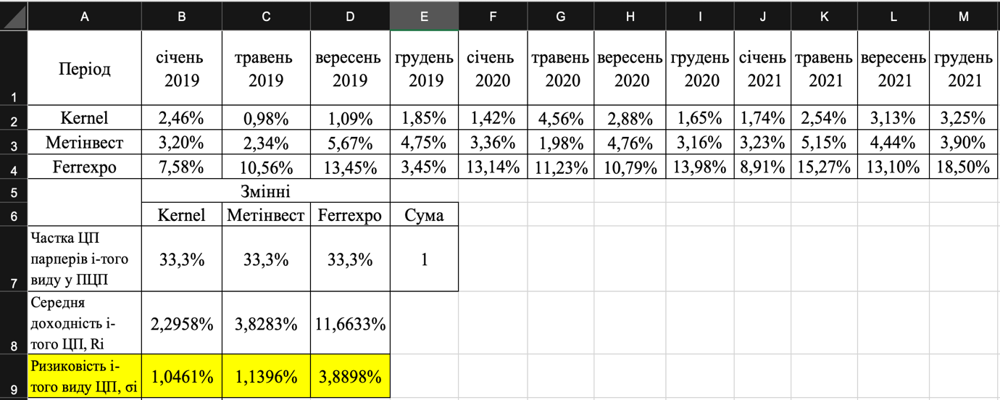 A B C D E F G H I J K L M
1 Період січень 2019 травень 2019 вересень 2019 грудень 2019 січень 2020 травень 2020 вересень 2020 грудень 2020 січень 2021 травень 2021 вересень 2021 грудень 2021
2 Kernel 2,46% 0,98% 1,09% 1,85% 1,42% 4,56% 2,88% 1,65% 1,74% 2,54% 3,13% 3,25%
3 Метінвест 3,20% 2,34% 5,67% 4,75% 3,36% 1,98% 4,76% 3,16% 3,23% 5,15% 4,44% 3,90%
4 Ferrexpo 7,58% 10,56% 13,45% 3,45% 13,14% 11,23% 10,79% 13,98% 8,91% 15,27% 13,10% 18,50%
5 Змінні
6 Kernel Метінвест Ferrexpo Сума
Частка ЦП
парперів і-того
виду у ПЦП
7 33,3% 33,3% 33,3% 1
Середня
доходність і-
того ЦП, Ri
8 2,2958% 3,8283% 11,6633%
Ризиковість і-
того виду ЦП, σі
9 1,0461% 1,1396% 3,8898%